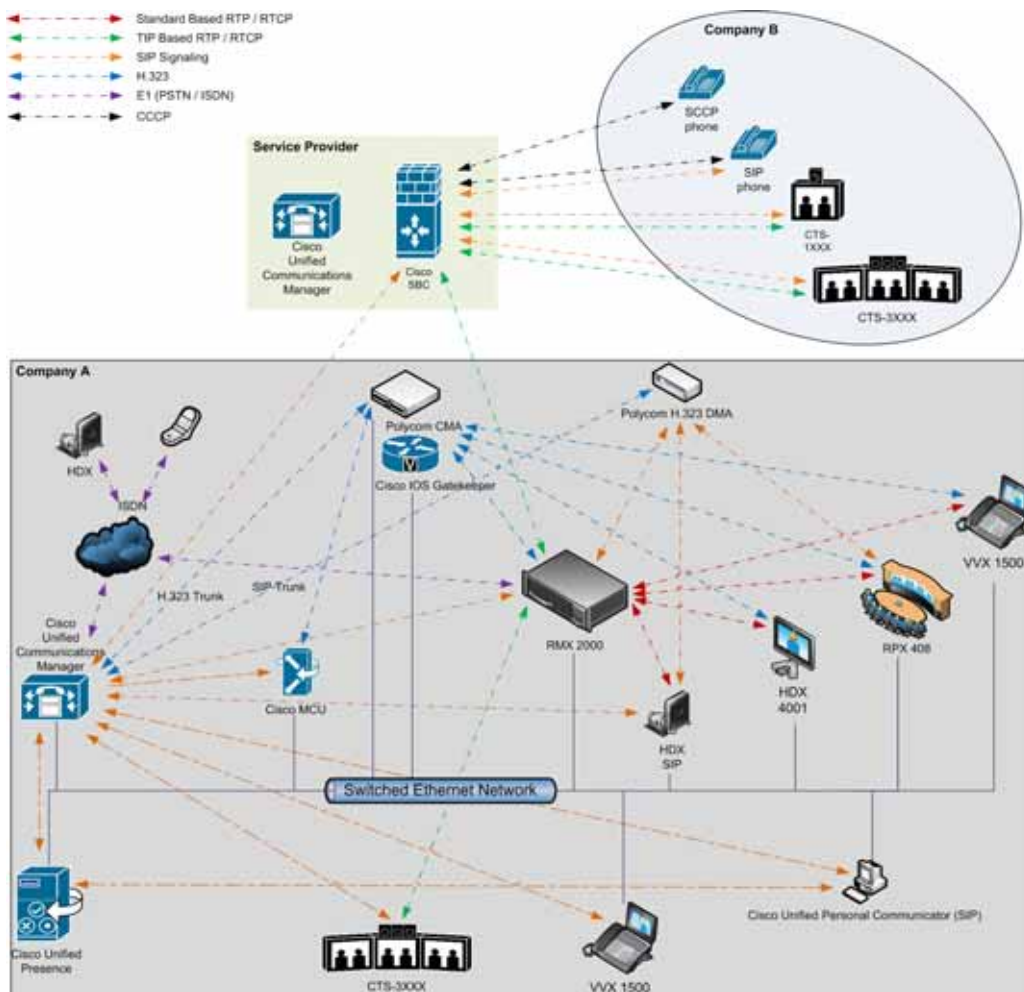 Standard Based RTP / RTCP
TIP Based RTP / RTCP
SIP Signaling
H.323
E1 (PSTN / ISDN)
CCCP
Company B
SCCP
phone
SIP
phone
CTS-
1XXX
CTS-3XXX
Service Provider
Cisco
Unified
Communications
Manager
Cisco
SBC
Company A
HDX
ISDN
Polycom CMA
V
Cisco IOS Gatekeeper
Polycom H.323 DMA
VVX 1500
H.323 Trunk
SIP-Trunk
Cisco
Unified
Communications
Manager
Cisco MCU
RMX 2000
HDX
SIP
HDX
4001
RPX 408
Switched Ethernet Network
Cisco Unified
Presence
CTS-3XXX
VVX 1500
Cisco Unified Personal Communicator (SIP)